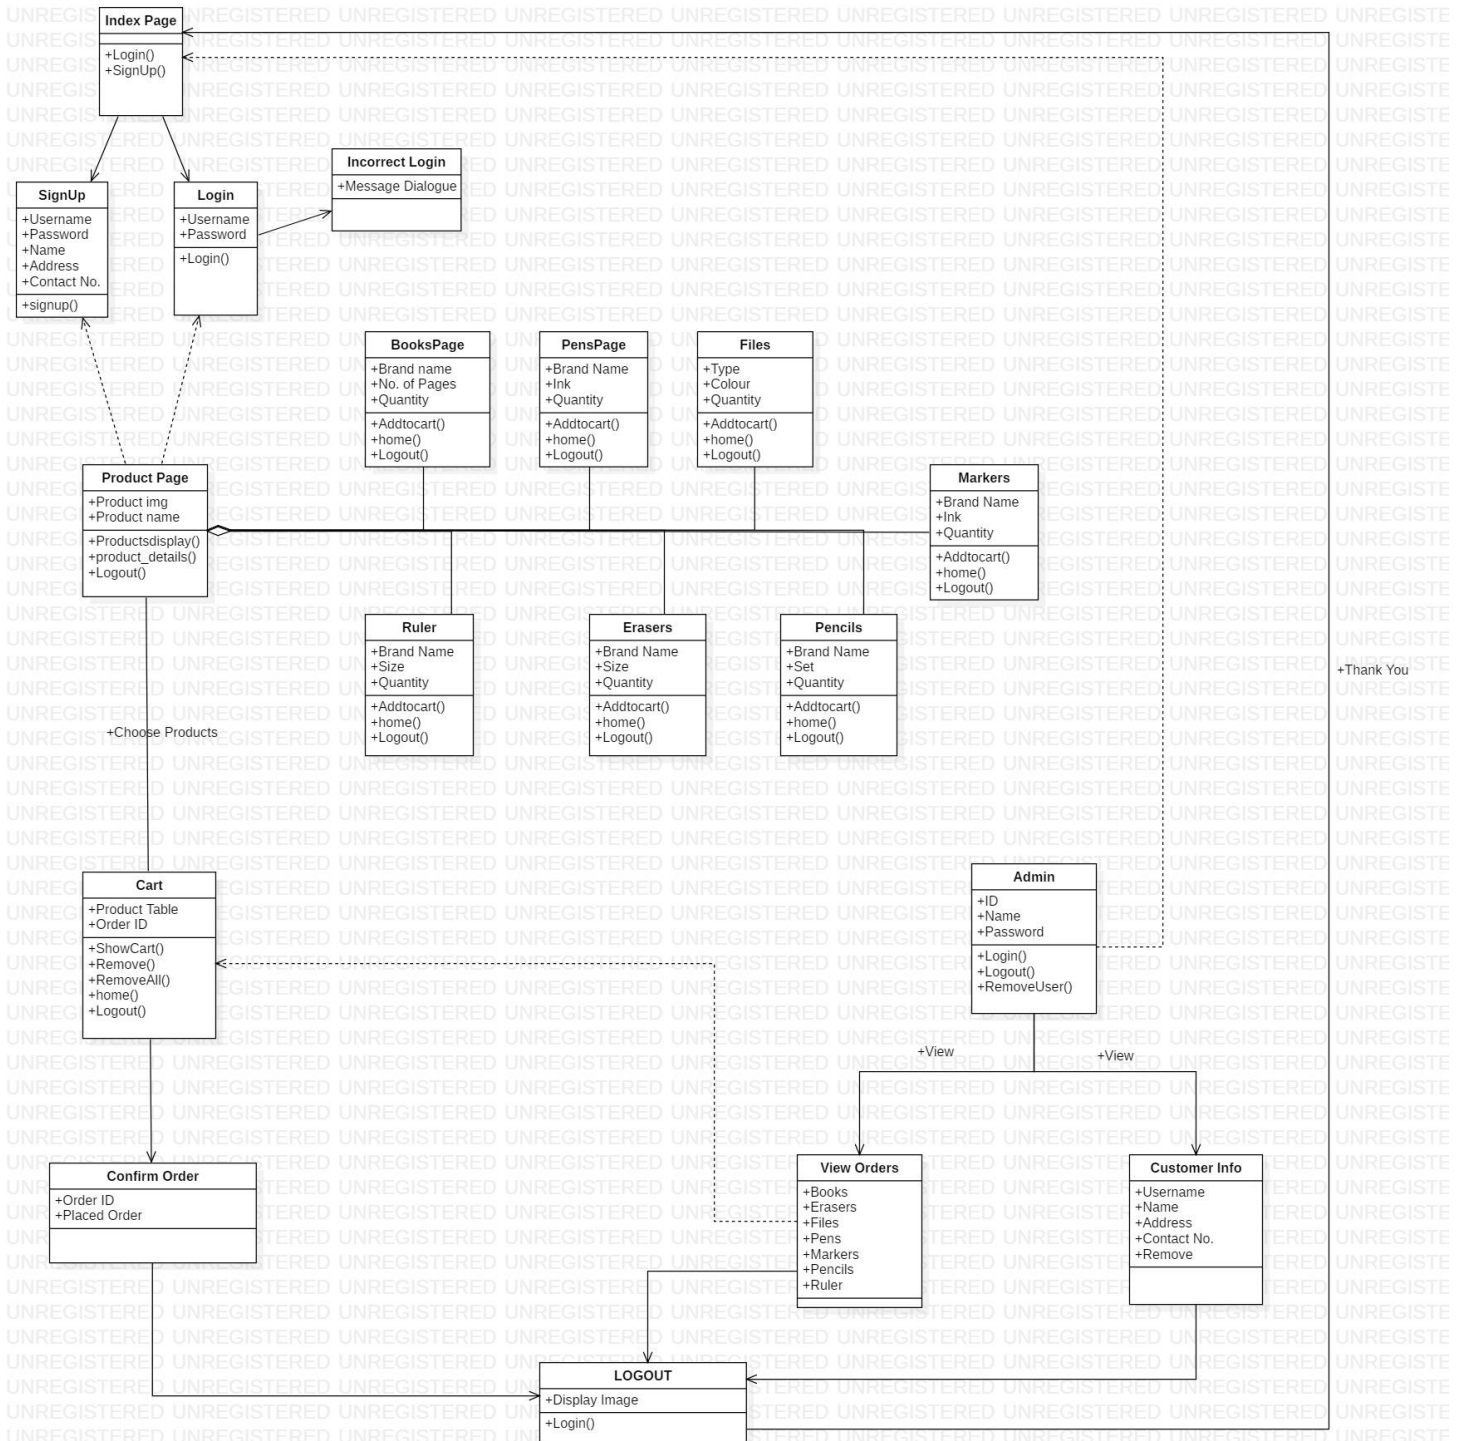 Index Page
+Login()
+SignUp()
Incorrect Login
+Message Dialogue
SignUp
+Username
+Password
+Name
+Address
+Contact No.
+signup()
Login
+Username
+Password
+Login()
BooksPage
+Brand name
+No. of Pages
+Quantity
+Addtocart()
+home()
+Logout()
PensPage
+Brand Name
+Ink
+Quantity
+Addtocart()
+home()
+Logout()
Files
+Type
+Colour
+Quantity
+Addtocart()
+home()
+Logout()
Product Page
+Product img
+Product name
+Productsdisplay()
+product_details()
+Logout()
Markers
+Brand Name
+Ink
+Quantity
+Addtocart()
+home()
+Logout()
Ruler
+Brand Name
+Size
+Quantity
+Addtocart()
+home()
+Logout()
Erasers
+Brand Name
+Size
+Quantity
+Addtocart()
+home()
+Logout()
Pencils
+Brand Name
+Set
+Quantity
+Addtocart()
+home()
+Logout()
+Thank You
+Choose Products
Cart
+Product Table
+Order ID
+ShowCart()
+Remove()
+RemoveAll()
+home()
+Logout()
Admin
+ID
+Name
+Password
+Login()
+Logout()
+RemoveUser()
+View
+View
Confirm Order
+Order ID
+Placed Order
View Orders
+Books
+Erasers
+Files
+Pens
+Markers
+Pencils
+Ruler
Customer Info
+Username
+Name
+Address
+Contact No.
+Remove
LOGOUT
+Display Image
+Login()
UNREGISTERED